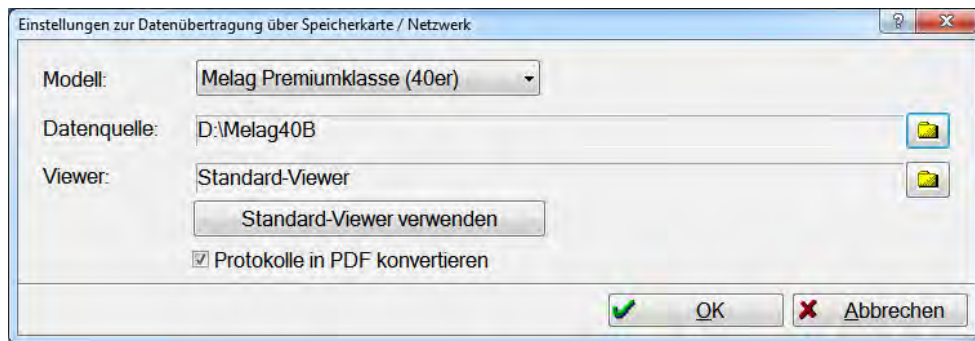 Einstellungen zur Datenübertragung über Speicherkarte / Netzwerk
Modell: Melag Premiumklasse (40er)
Datenquelle: D:\Melag40B
Viewer: Standard-Viewer
Standard-Viewer verwenden
Protokolle in PDF konvertieren
OK Abbrechen